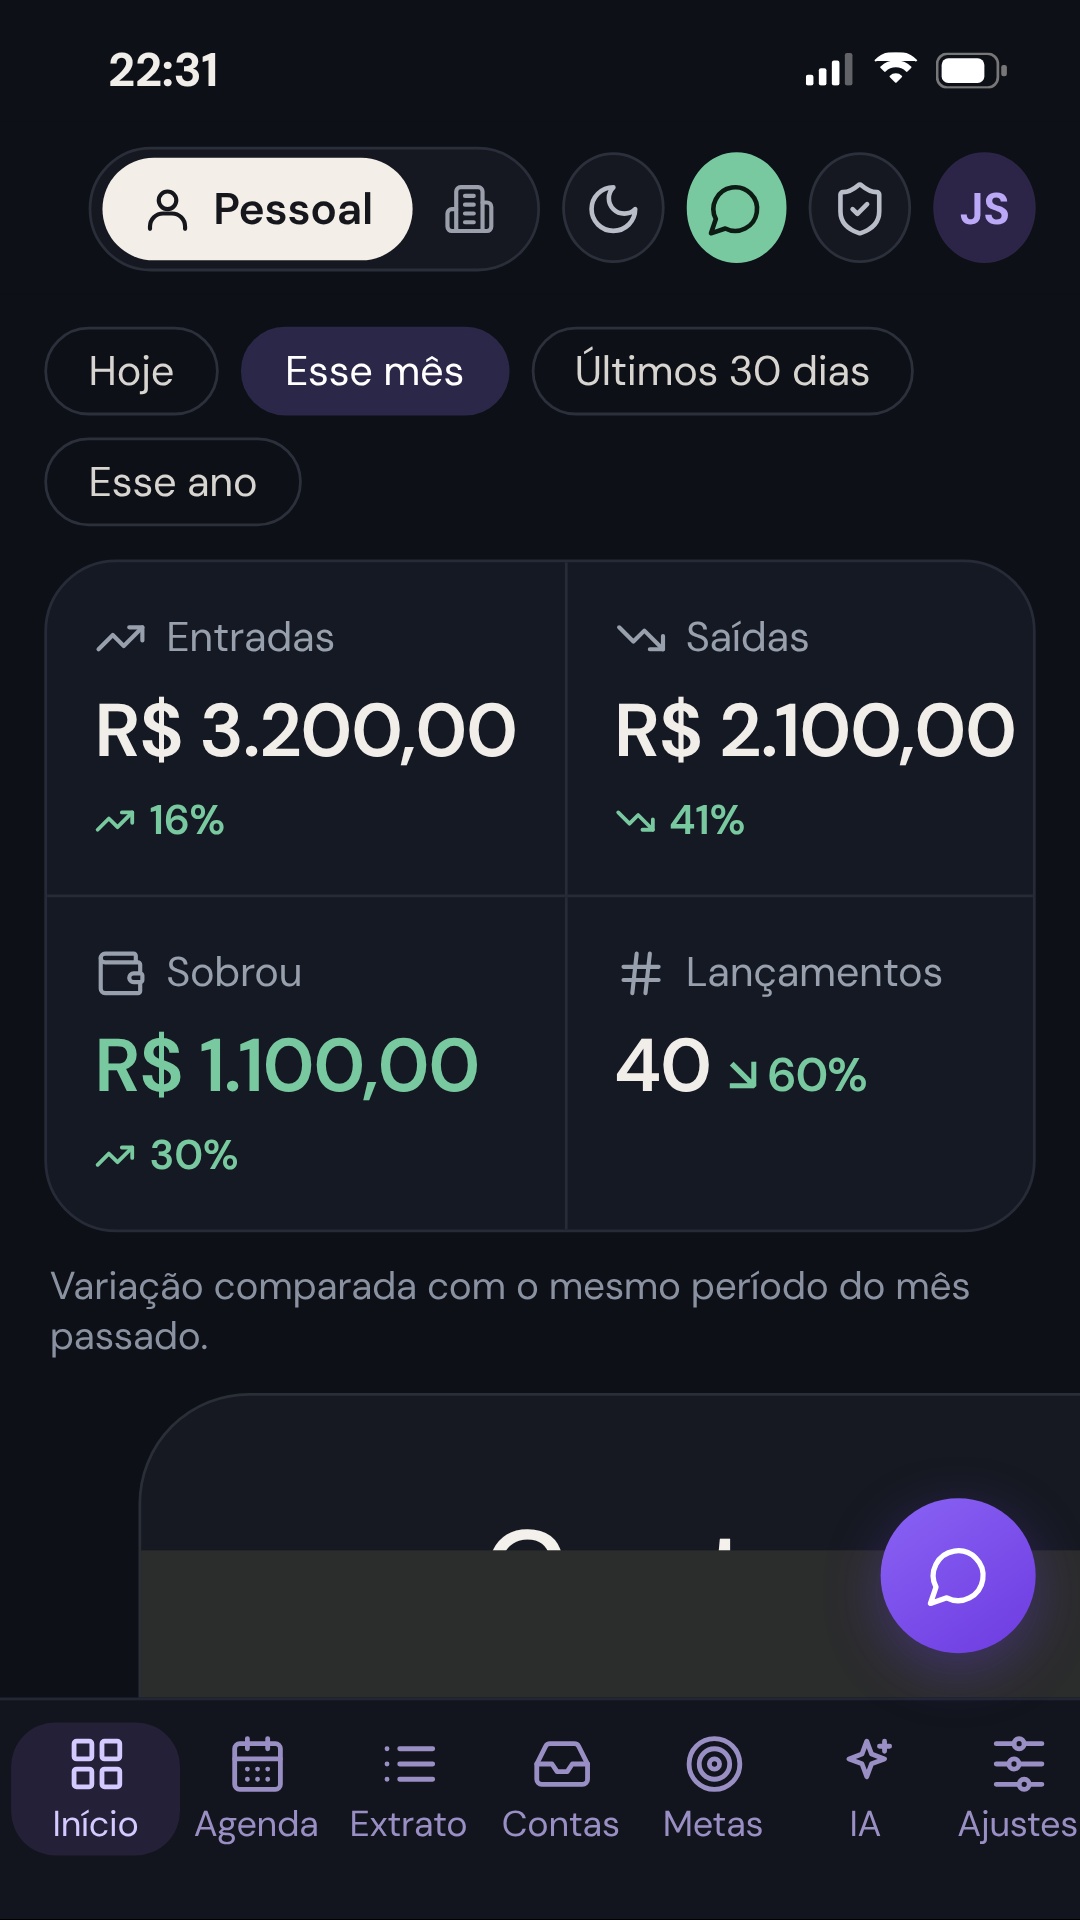 22:31
Pessoal
JS
Hoje
Esse mês
Últimos 30 dias
Esse ano
Entradas
Saídas
R$ 3.200,00
R$ 2.100,00
16%
41%
Sobrou
Lançamentos
R$ 1.100,00
40
60%
30%
Variação comparada com o mesmo período do mês
passado.
Início
Agenda
Extrato
Contas
Metas
IA
Ajustes